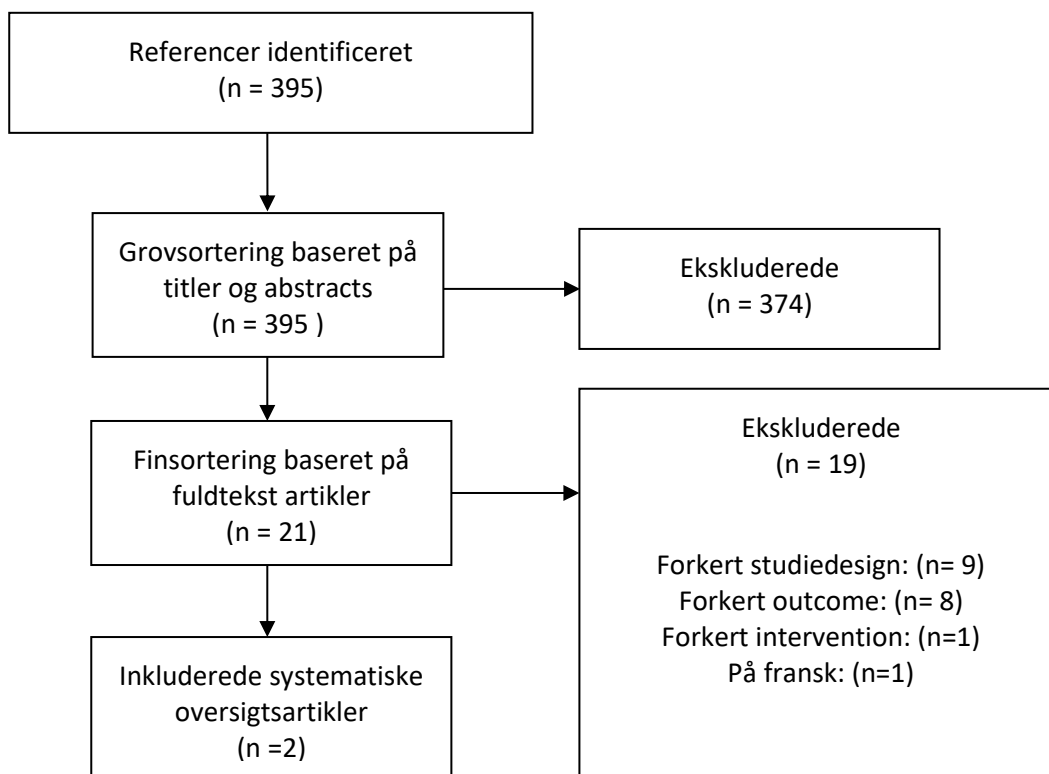 Referencer identificeret
(n = 395)
Grovsortering baseret på
titler og abstracts
(n = 395 )
Ekskluderede
(n = 374)
Finsortering baseret på
fuldtekst artikler
(n = 21)
Ekskluderede
(n = 19)
Forkert studiedesign: (n= 9)
Forkert outcome: (n= 8)
Forkert intervention: (n=1)
På fransk: (n=1)
Inkluderede systematiske
oversigtsartikler
(n =2)